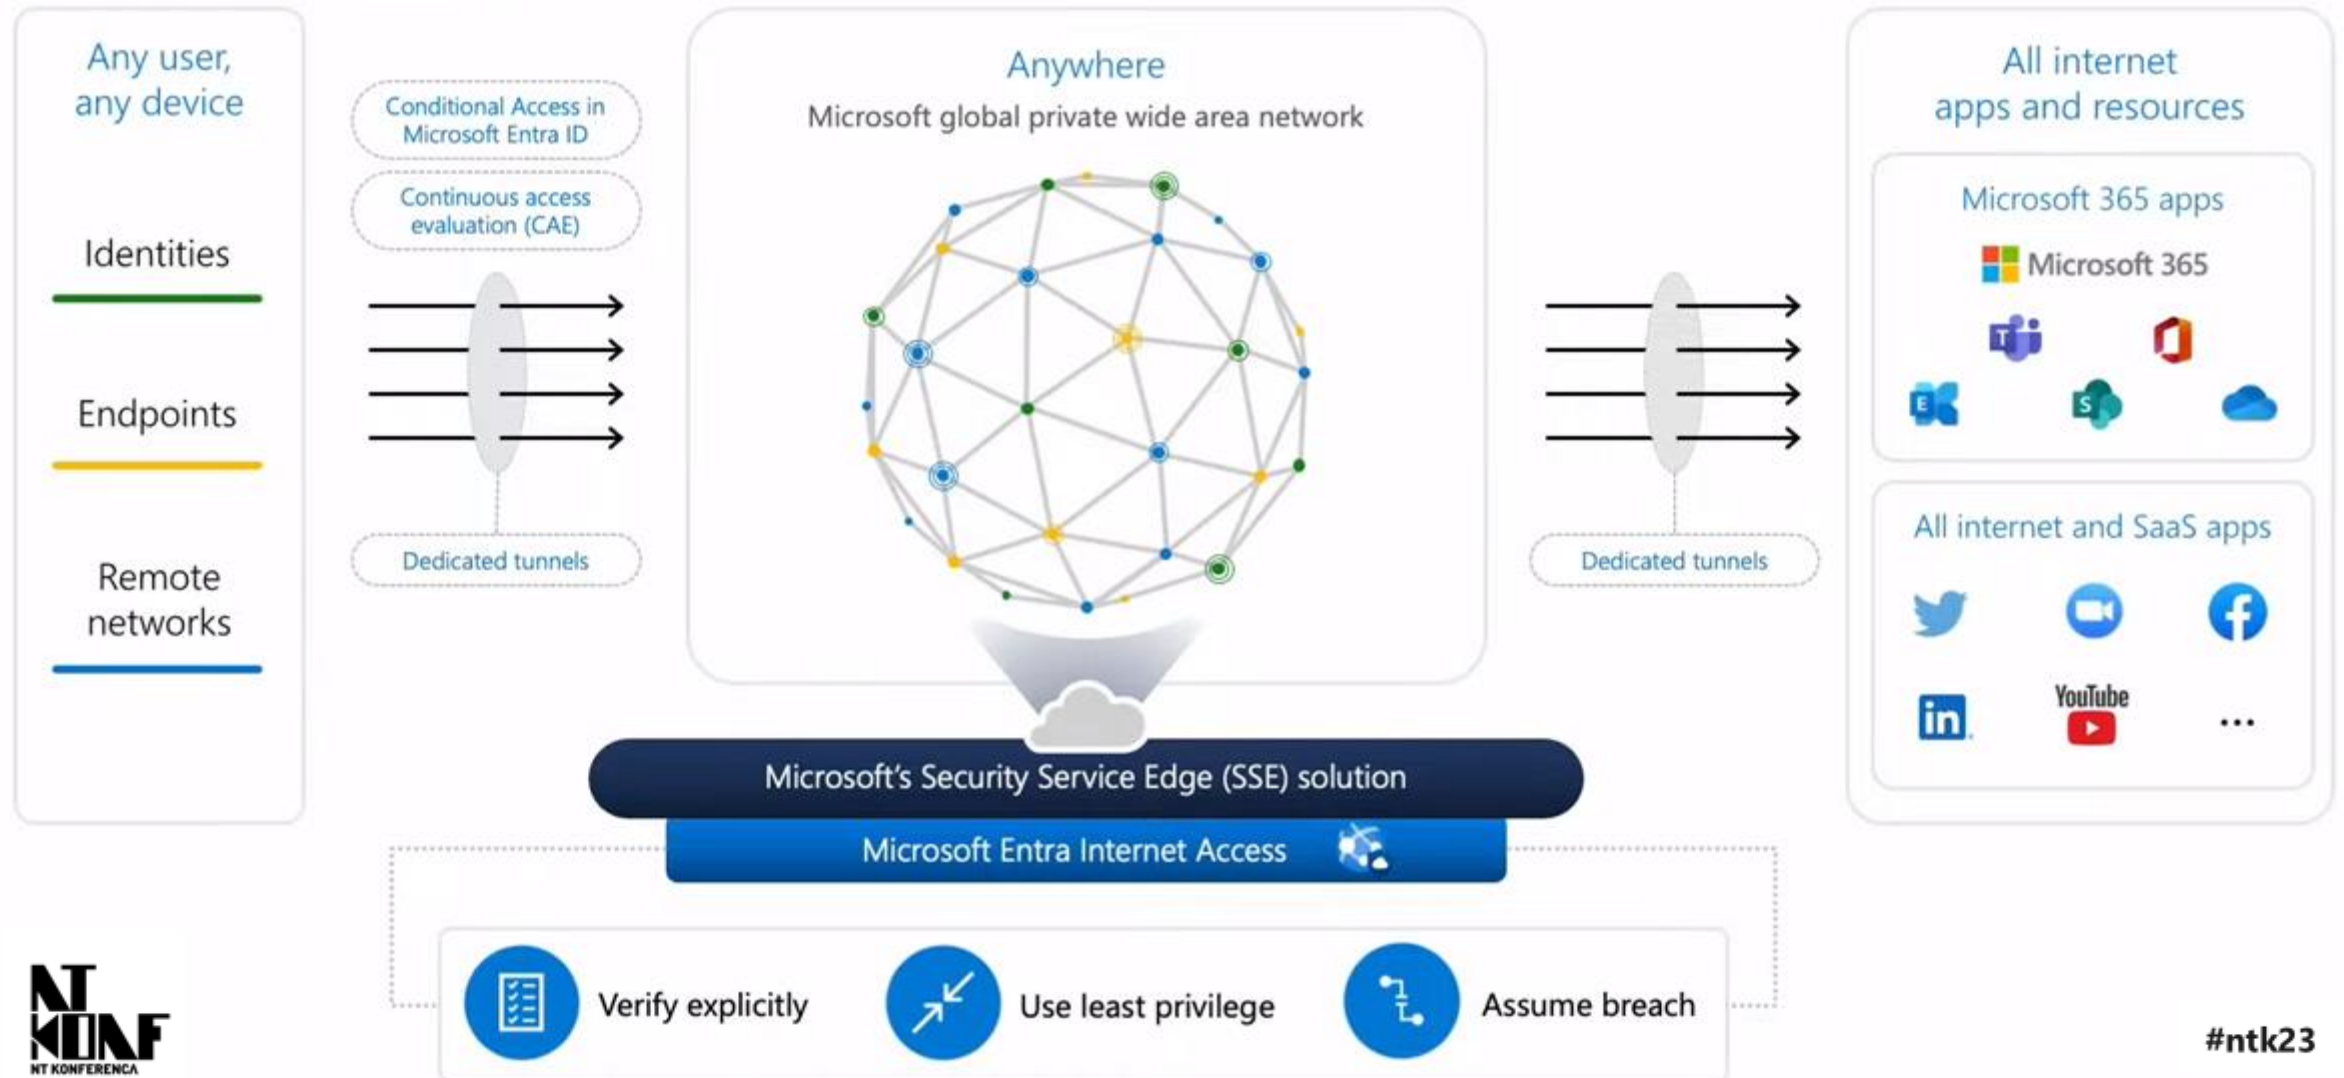 Any user,
any device
Identities
Endpoints
Remote
networks
Conditional Access in
Microsoft Entra ID
Continuous access
evaluation (CAE)
Dedicated tunnels
Anywhere
Microsoft global private wide area network
Dedicated tunnels
All internet
apps and resources
Microsoft 365 apps
Microsoft 365
T
E
S
All internet and SaaS apps
in
YouTube
...
Microsoft's Security Service Edge (SSE) solution
Microsoft Entra Internet Access
Verify explicitly
Use least privilege
Assume breach
NT
KONF
NT KONFERENCA
#ntk23